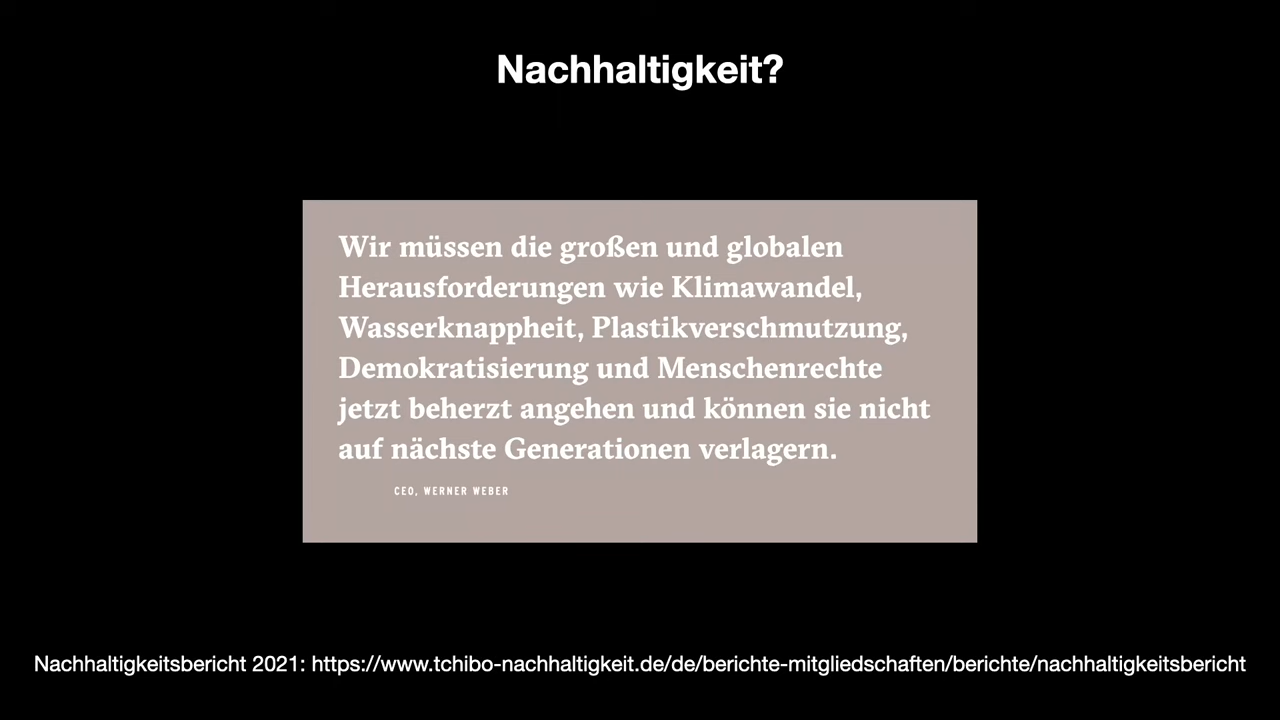 Nachhaltigkeit?
Wir müssen die großen und globalen
Herausforderungen wie Klimawandel,
Wasserknappheit, Plastikverschmutzung,
Demokratisierung und Menschenrechte
jetzt beherzt angehen und können sie nicht
auf nächste Generationen verlagern.
CEO, WERNER WEBER
Nachhaltigkeitsbericht 2021: https://www.tchibo-nachhaltigkeit.de/de/berichte-mitgliedschaften/berichte/nachhaltigkeitsbericht